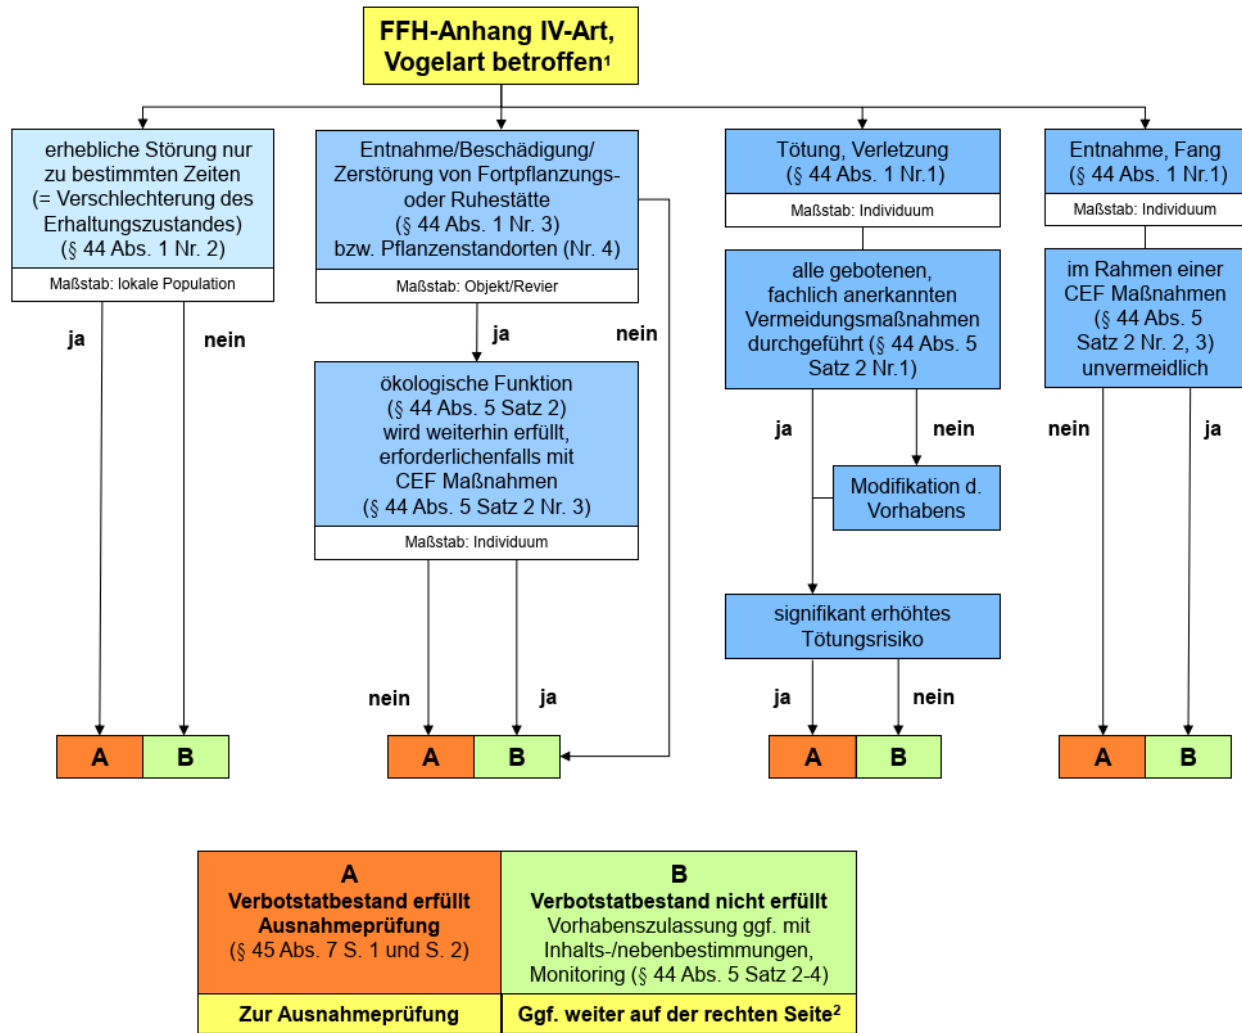 FFH-Anhang IV-Art,
Vogelart betroffen¹
erhebliche Störung nur
zu bestimmten Zeiten
(= Verschlechterung des
Erhaltungszustandes)
(§ 44 Abs. 1 Nr. 2)
Maßstab: lokale Population
ja
nein
Entnahme/Beschädigung/
Zerstörung von Fortpflanzungs-
oder Ruhestätte
(§ 44 Abs. 1 Nr. 3)
bzw. Pflanzenstandorten (Nr. 4)
Maßstab: Objekt/Revier
ja
nein
ökologische Funktion
(§ 44 Abs. 5 Satz 2)
wird weiterhin erfüllt,
erforderlichenfalls mit
CEF Maßnahmen
(§ 44 Abs. 5 Satz 2 Nr. 3)
Maßstab: Individuum
nein
ja
Tötung, Verletzung
(§ 44 Abs. 1 Nr.1)
Maßstab: Individuum
alle gebotenen,
fachlich anerkannten
Vermeidungsmaßnahmen
durchgeführt (§ 44 Abs. 5
Satz 2 Nr.1)
ja
nein
Modifikation d.
Vorhabens
signifikant erhöhtes
Tötungsrisiko
ja
nein
Entnahme, Fang
(§ 44 Abs. 1 Nr.1)
Maßstab: Individuum
im Rahmen einer
CEF Maßnahmen
(§ 44 Abs. 5
Satz 2 Nr. 2, 3)
unvermeidlich
nein
ja
A
B
A
B
A
B
A
B
A
Verbotstatbestand erfüllt
Ausnahmeprüfung
(§ 45 Abs. 7 S. 1 und S. 2)
Zur Ausnahmeprüfung
B
Verbotstatbestand nicht erfüllt
Vorhabenszulassung ggf. mit
Inhalts-/nebenbestimmungen,
Monitoring (§ 44 Abs. 5 Satz 2-4)
Ggf. weiter auf der rechten Seite²